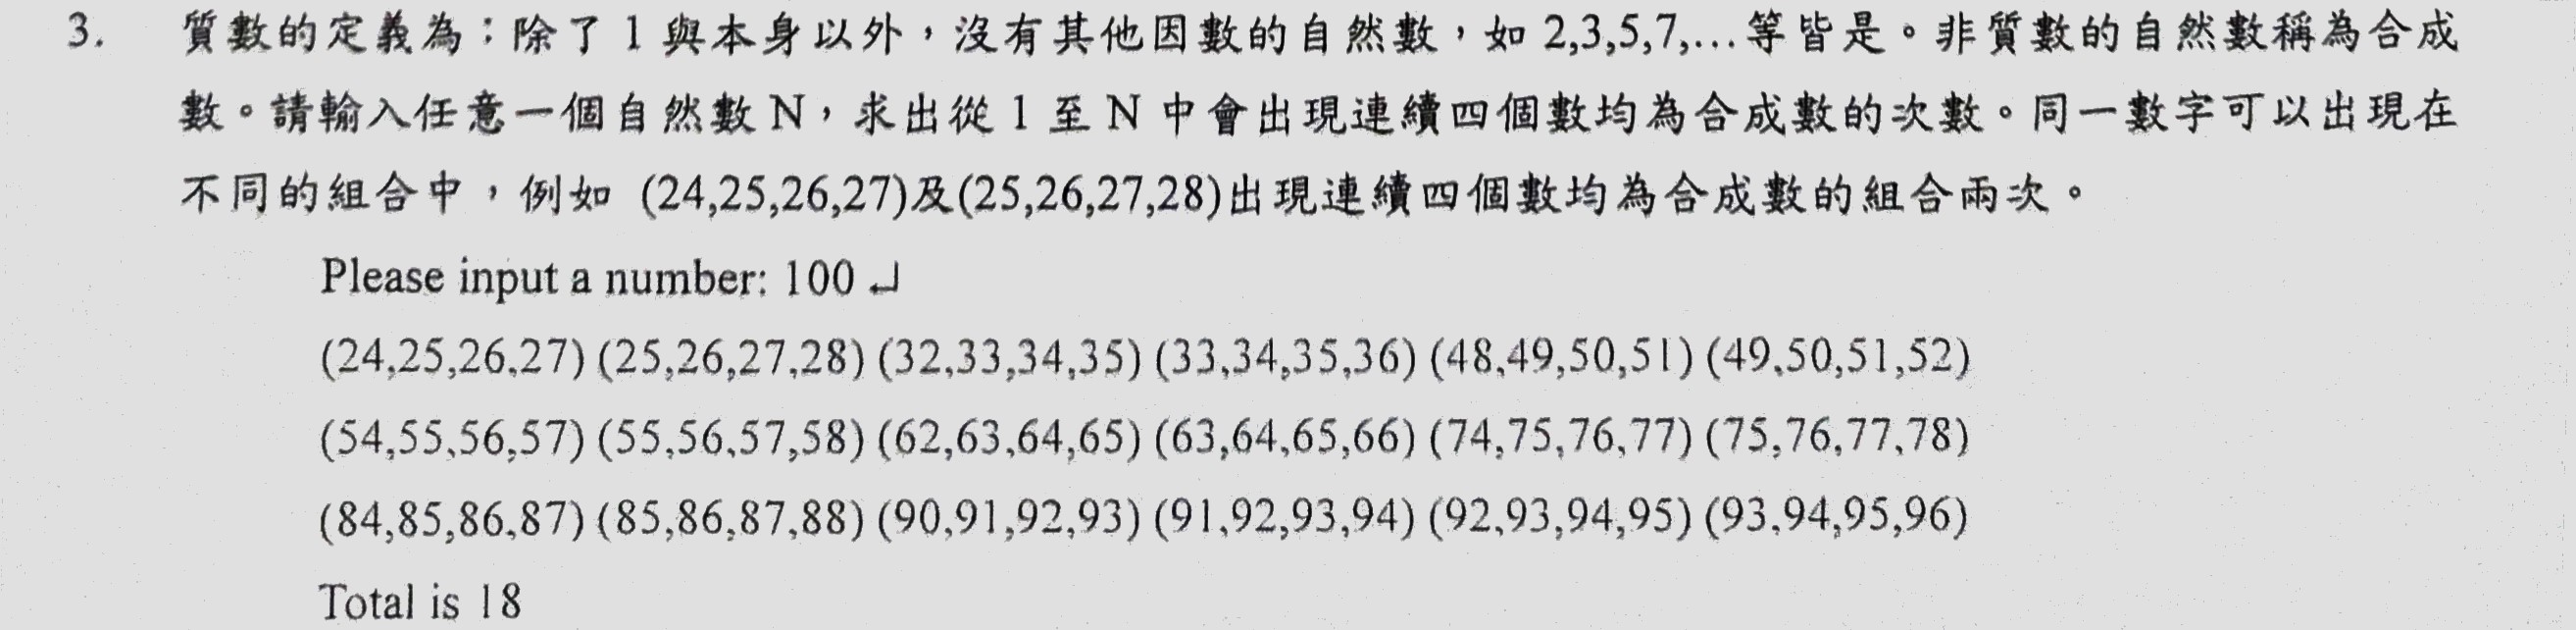 3. 質數的定義為：除了 1 與本身以外，沒有其他因數的自然數，如 2,3,5,7,…等皆是。非質數的自然數稱為合成
數。請輸入任意一個自然數 N，求出從 1 至 N 中會出現連續四個數均為合成數的次數。同一數字可以出現在
不同的組合中，例如 (24,25,26,27)及(25,26,27,28)出現連續四個數均為合成數的組合兩次。
Please input a number: 100 ↵
(24,25,26,27) (25,26,27,28) (32,33,34,35) (33,34,35,36) (48,49,50,51) (49,50,51,52)
(54,55,56,57) (55,56,57,58) (62,63,64,65) (63,64,65,66) (74,75,76,77) (75,76,77,78)
(84,85,86,87) (85,86,87,88) (90,91,92,93) (91,92,93,94) (92,93,94,95) (93,94,95,96)
Total is 18